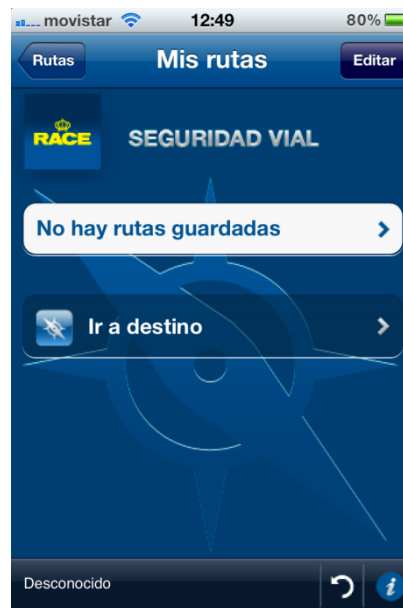 movistar 12:49 80%
Rutas Mis rutas Editar
RACE SEGURIDAD VIAL
No hay rutas guardadas
Ir a destino
Desconocido i